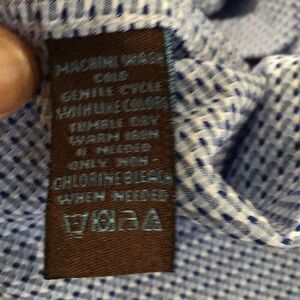 MACHINE WASH
COLD
GENTLE CYCLE
WITH LIKE COLORS
TUMBLE DRY
WARM IRON
IF NEEDED
ONLY NON-
CHLORINE BLEACH
WHEN NEEDED